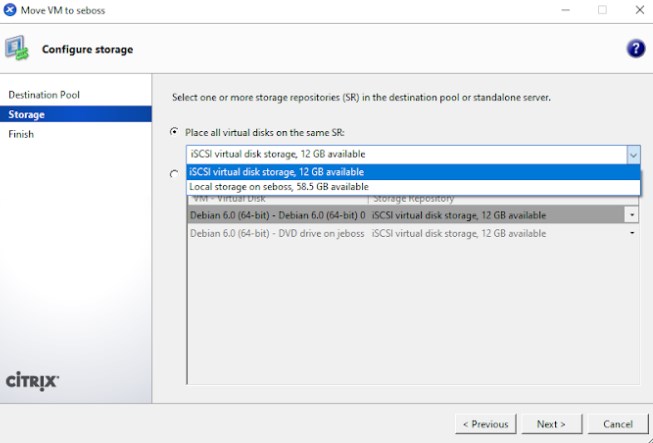 Move VM to seboss
Configure storage
Destination Pool
Storage
Finish
Select one or more storage repositories (SR) in the destination pool or standalone server.
Place all virtual disks on the same SR:
iSCSI virtual disk storage, 12 GB available
iSCSI virtual disk storage, 12 GB available
Local storage on seboss, 58.5 GB available
VM - Virtual Disk Storage Repository
Debian 6.0 (64-bit) - Debian 6.0 (64-bit) 0 iSCSI virtual disk storage, 12 GB available
Debian 6.0 (64-bit) - DVD drive on jeboss iSCSI virtual disk storage, 12 GB available
CITRIX
< Previous Next > Cancel